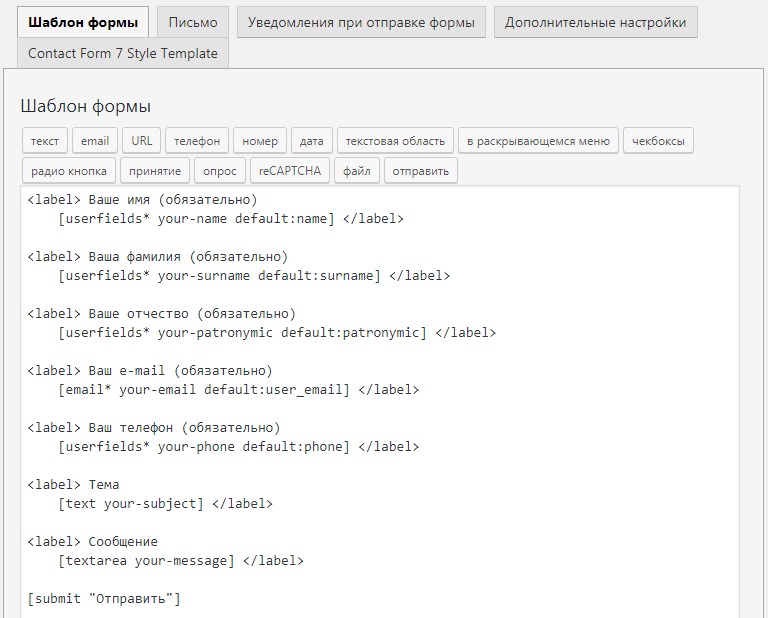 Шаблон формы Письмо Уведомления при отправке формы Дополнительные настройки
Contact Form 7 Style Template
Шаблон формы
текст email URL телефон номер дата текстовая область в раскрывающемся меню чекбоксы
радио кнопка принятие опрос reCAPTCHA файл отправить
<label> Ваше имя (обязательно)
[userfields* your-name default:name] </label>
<label> Ваша фамилия (обязательно)
[userfields* your-surname default:surname] </label>
<label> Ваше отчество (обязательно)
[userfields* your-patronymic default:patronymic] </label>
<label> Ваш e-mail (обязательно)
[email* your-email default:user_email] </label>
<label> Ваш телефон (обязательно)
[userfields* your-phone default:phone] </label>
<label> Тема
[text your-subject] </label>
<label> Сообщение
[textarea your-message] </label>
[submit "Отправить"]